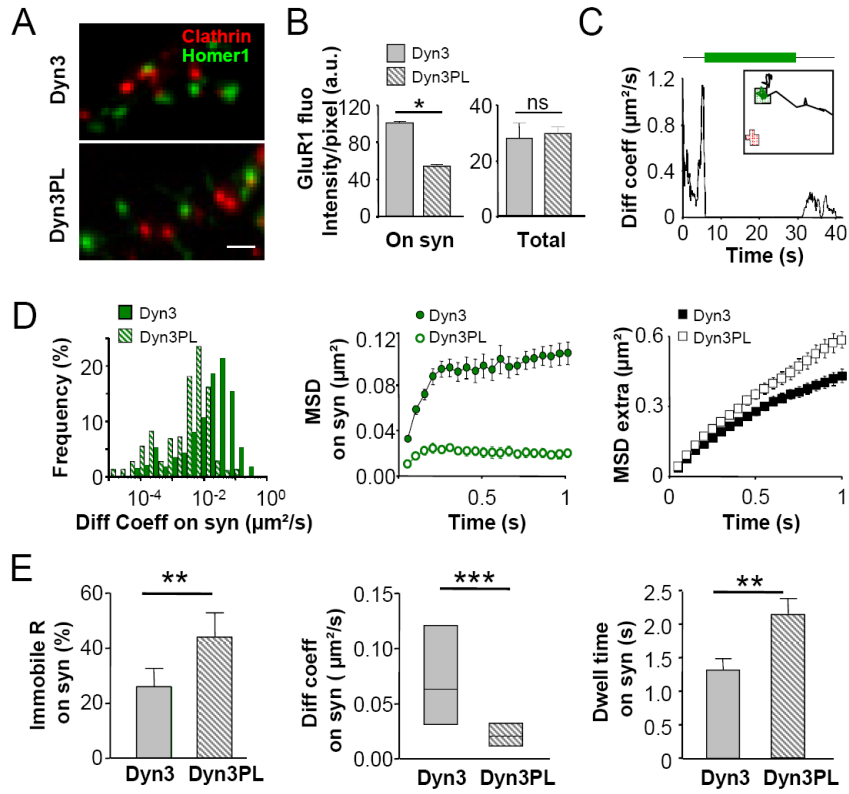 A
Clathrin
Homer1
Dyn3
Dyn3PL
B
Dyn3
Dyn3PL
GluR1 fluo
Intensity/pixel (a.u.)
120
80
40
0
*
On syn
40
20
0
ns
Total
C
Diff coeff (µm²/s)
1.2
0.8
0.4
0
0 20 40
Time (s)
D
Dyn3
Dyn3PL
Frequency (%)
20
10
0
10⁻⁴ 10⁻² 10⁰
Diff Coeff on syn (µm²/s)
Dyn3
Dyn3PL
MSD
on syn (µm²)
0.12
0.08
0.04
0.00
0.5 1
Time (s)
Dyn3
Dyn3PL
MSD extra (µm²)
0.6
0.3
0
0 0.5 1
Time (s)
E
Immobile R
on syn (%)
60
40
20
0
**
Dyn3 Dyn3PL
Diff coeff
on syn ( µm²/s)
0.15
0.10
0.05
0.00
***
Dyn3 Dyn3PL
Dwell time
on syn (s)
2.5
2.0
1.5
1.0
0.5
0
**
Dyn3 Dyn3PL